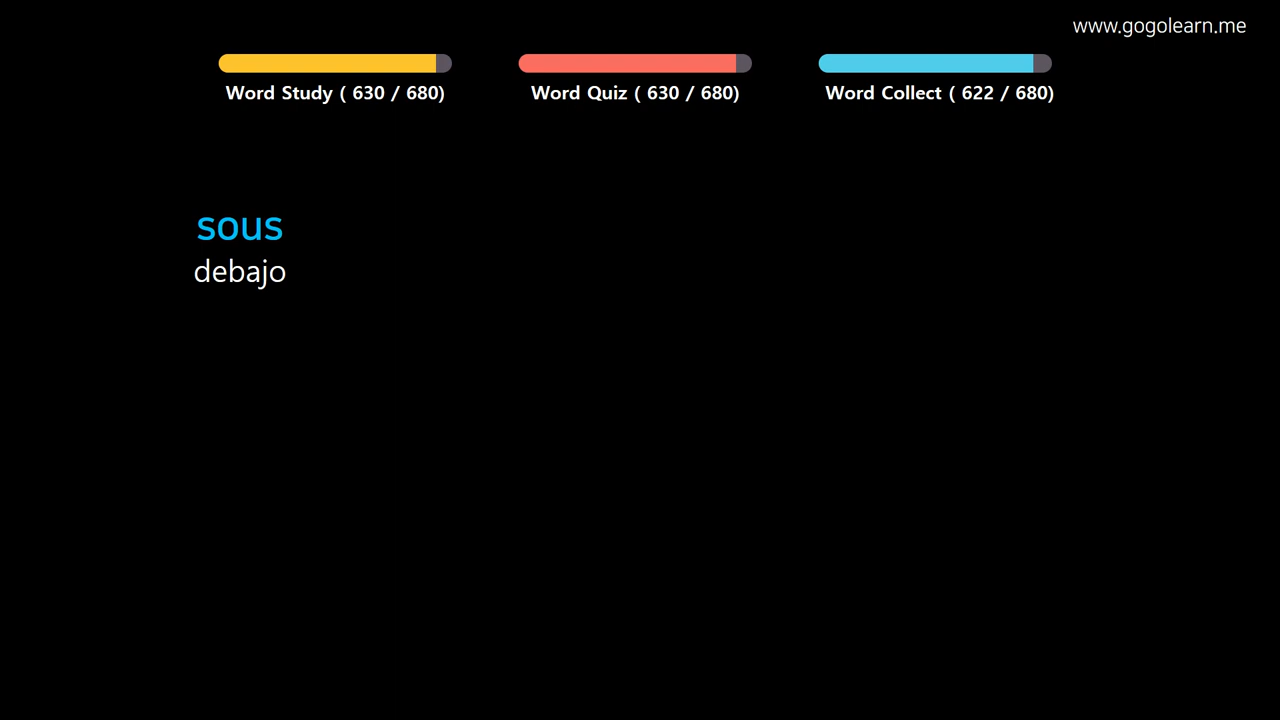 www.gogolearn.me
Word Study ( 630 / 680)
Word Quiz ( 630 / 680)
Word Collect ( 622 / 680)
sous
debajo